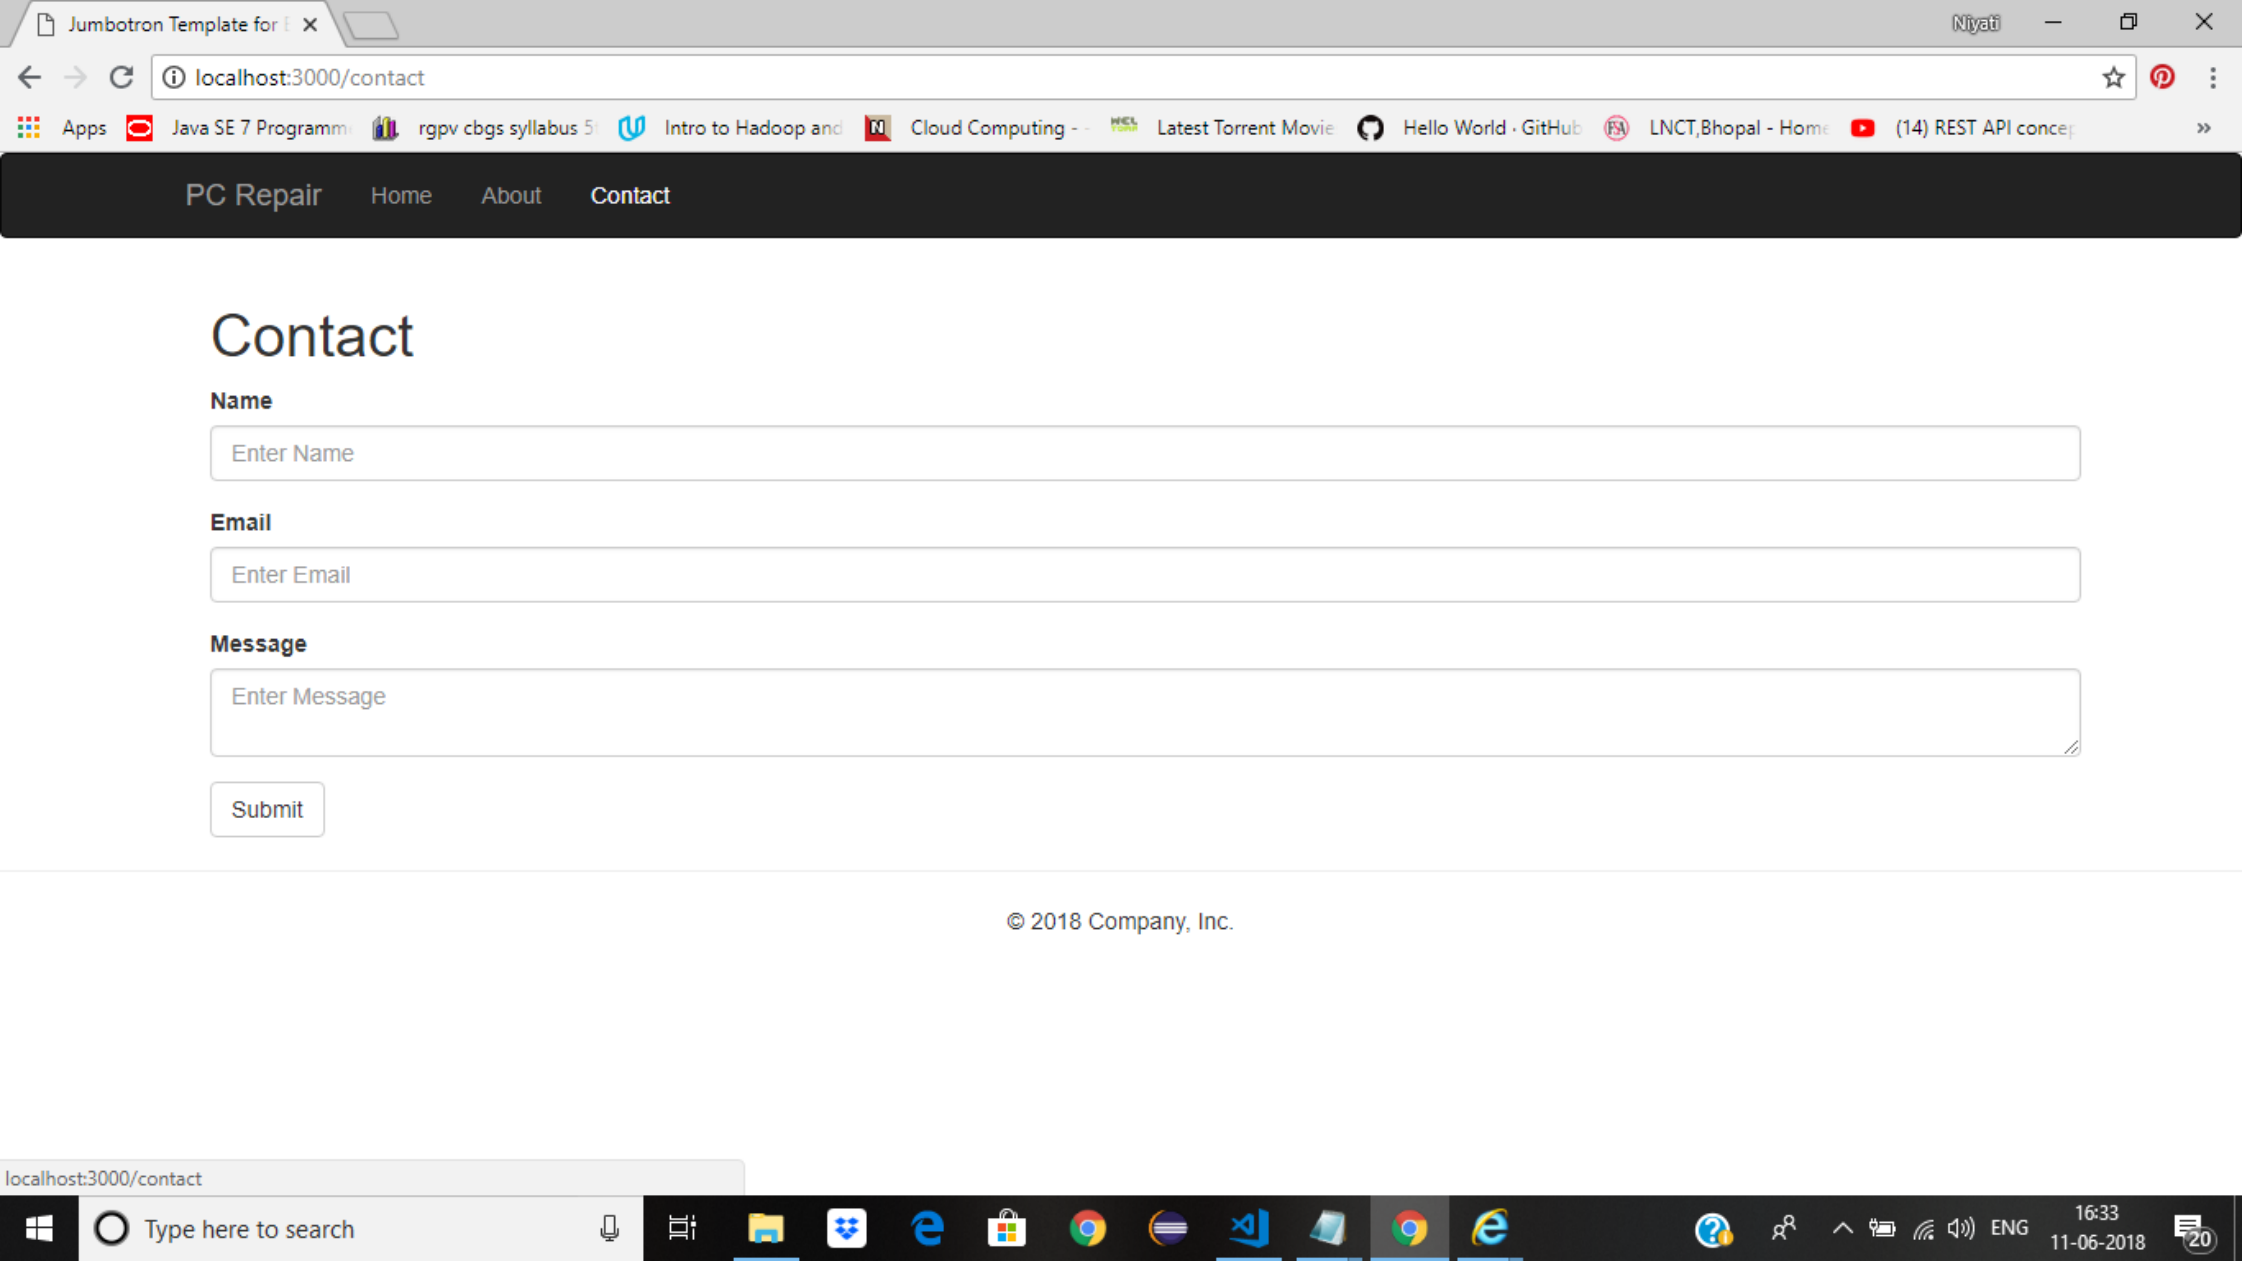 Jumbotron Template for
Niyati
localhost:3000/contact
Apps Java SE 7 Programm rgpv cbgs syllabus 5 Intro to Hadoop and Cloud Computing - Latest Torrent Movie Hello World · GitHub LNCT,Bhopal - Home (14) REST API concep »
PC Repair Home About Contact
Contact
Name
Enter Name
Email
Enter Email
Message
Enter Message
Submit
© 2018 Company, Inc.
localhost:3000/contact
Type here to search
ENG
16:33
11-06-2018
20